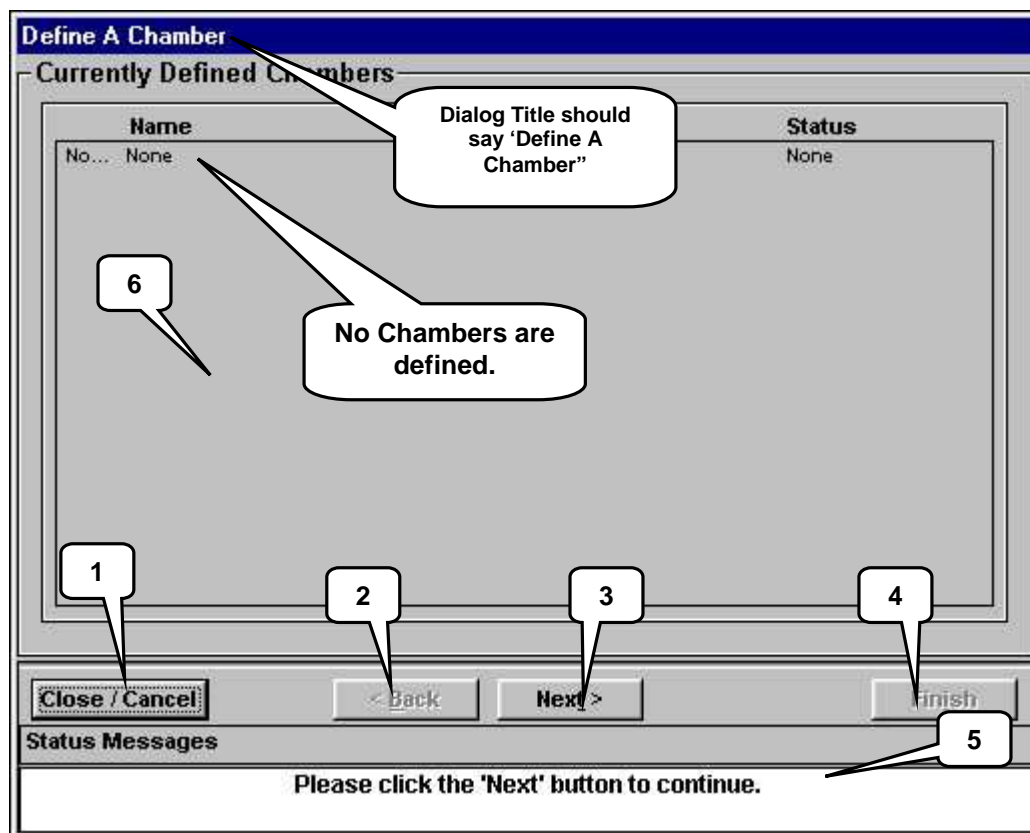 Define A Chamber
Currently Defined Chambers
Dialog Title should
say ‘Define A
Chamber”
Name
Status
No... None
None
6
No Chambers are
defined.
1
2
3
4
Close / Cancel
< Back
Next >
Finish
Status Messages
5
Please click the 'Next' button to continue.